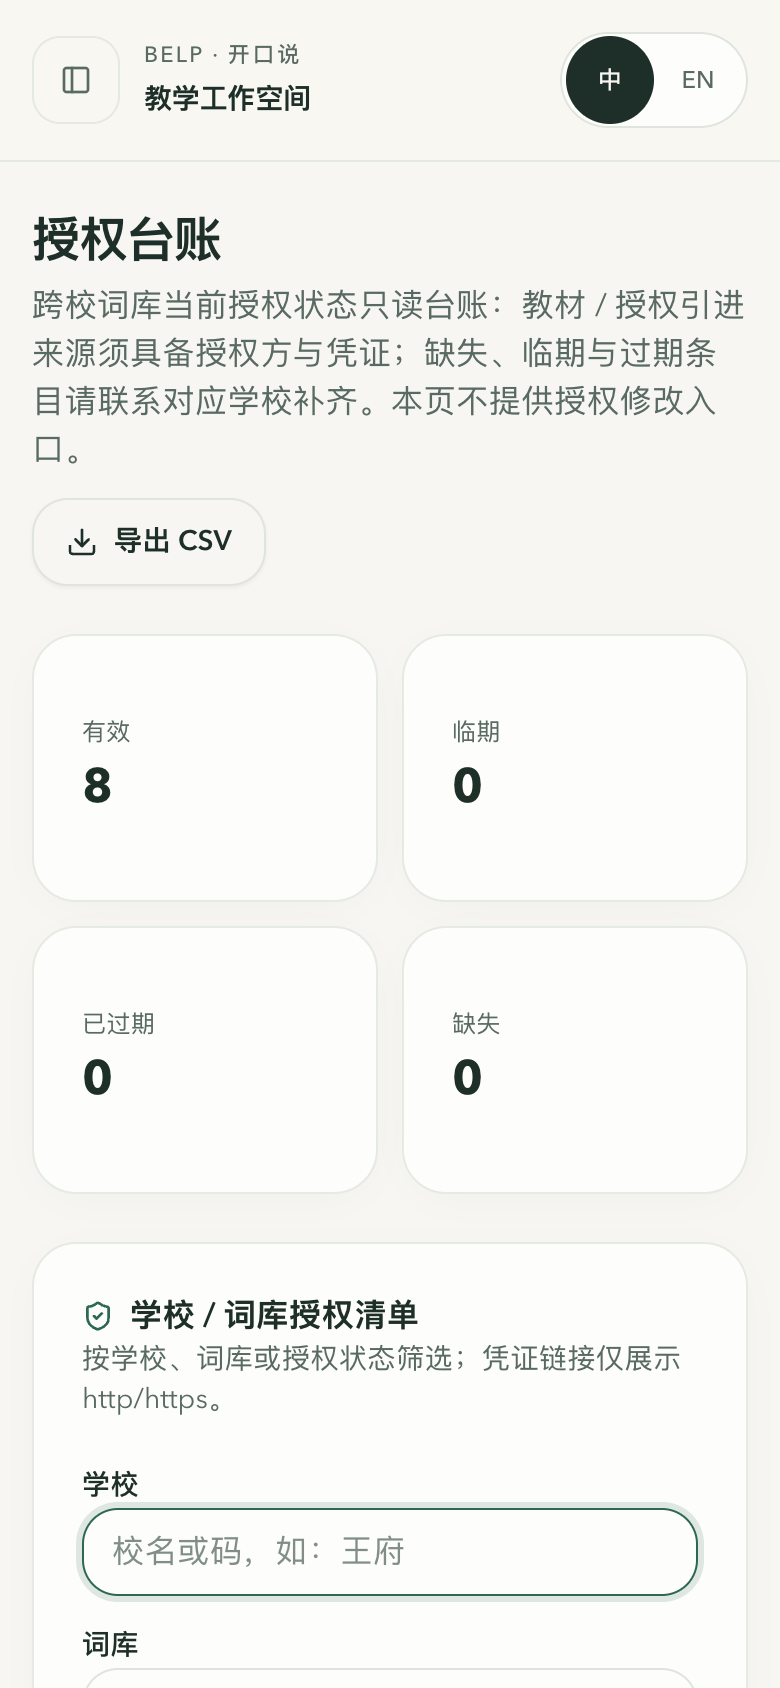 BELP · 开口说
教学工作空间
中
EN
授权台账
跨校词库当前授权状态只读台账：教材 / 授权引进
来源须具备授权方与凭证；缺失、临期与过期条
目请联系对应学校补齐。本页不提供授权修改入
口。
导出 CSV
有效
8
临期
0
已过期
0
缺失
0
学校 / 词库授权清单
按学校、词库或授权状态筛选；凭证链接仅展示
http/https。
学校
校名或码，如：王府
词库